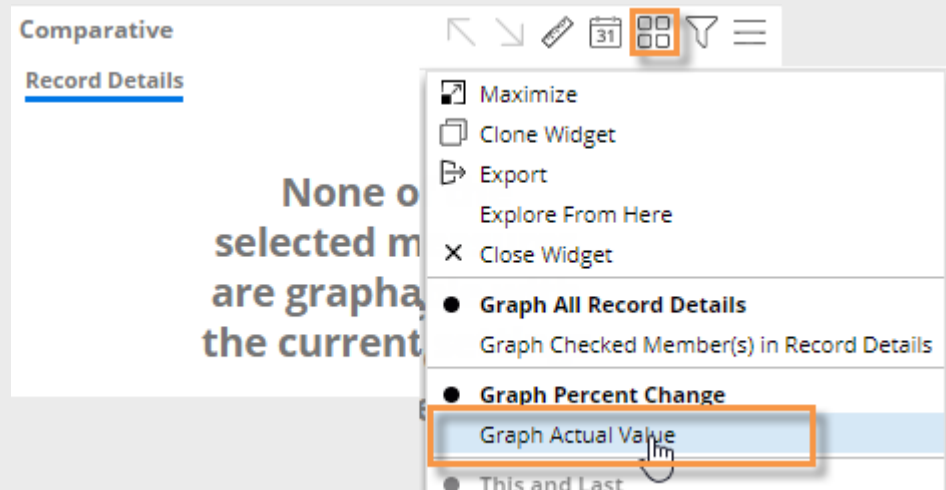 Comparative
31
Record Details
Maximize
Clone Widget
Export
Explore From Here
Close Widget
None o
selected m
are grapha
the current
Graph All Record Details
Graph Checked Member(s) in Record Details
Graph Percent Change
Graph Actual Value
This and Last